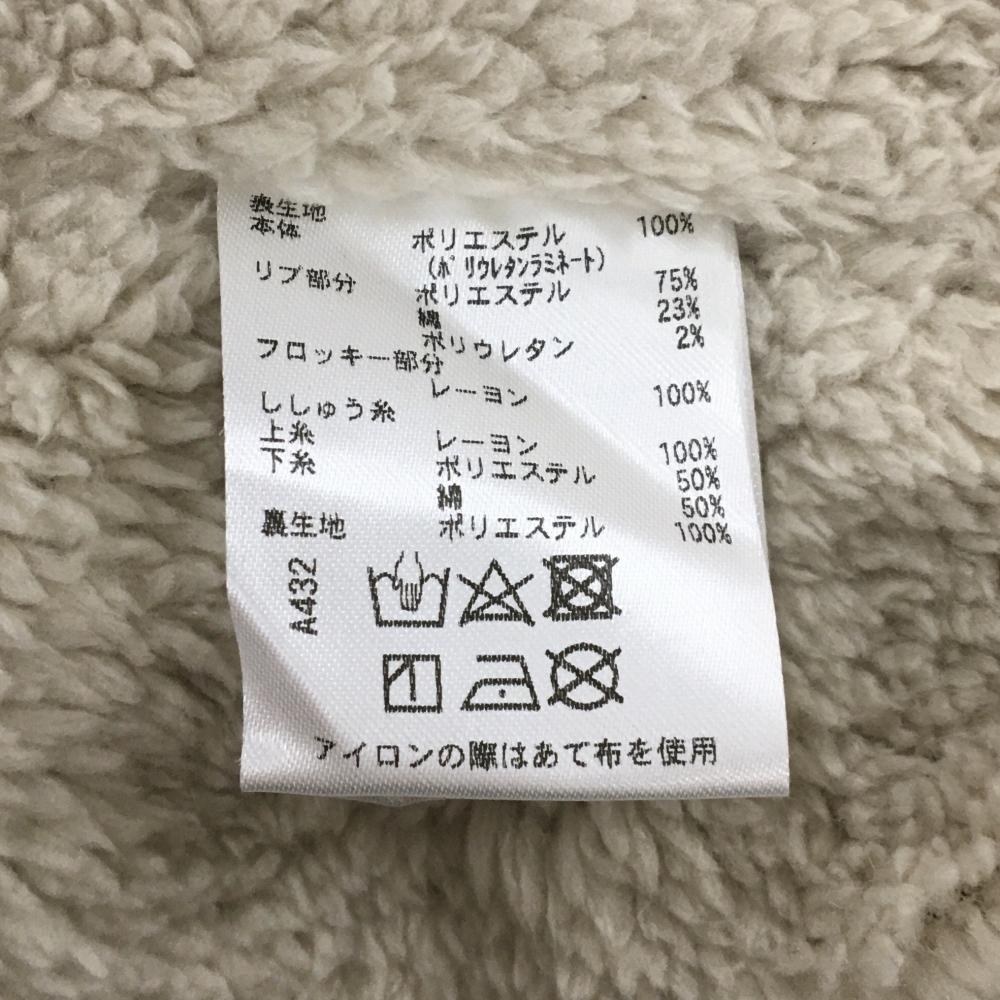 表生地
本体 ポリエステル 100%
(ポリウレタンラミネート)
リブ部分 ポリエステル 75%
綿 23%
ポリウレタン 2%
フロッキー部分
レーヨン 100%
ししゅう糸
上糸 レーヨン 100%
下糸 ポリエステル 50%
綿 50%
裏生地 ポリエステル 100%
A432
アイロンの際はあて布を使用